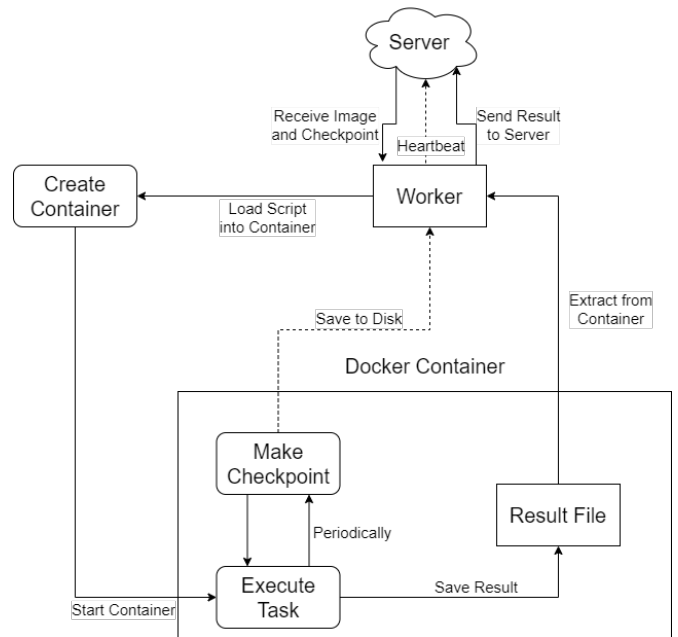 Server
Receive Image
and Checkpoint
Send Result
to Server
Heartbeat
Create
Container
Worker
Load Script
into Container
Extract from
Container
Save to Disk
Docker Container
Make
Checkpoint
Result File
Periodically
Execute
Task
Save Result
Start Container